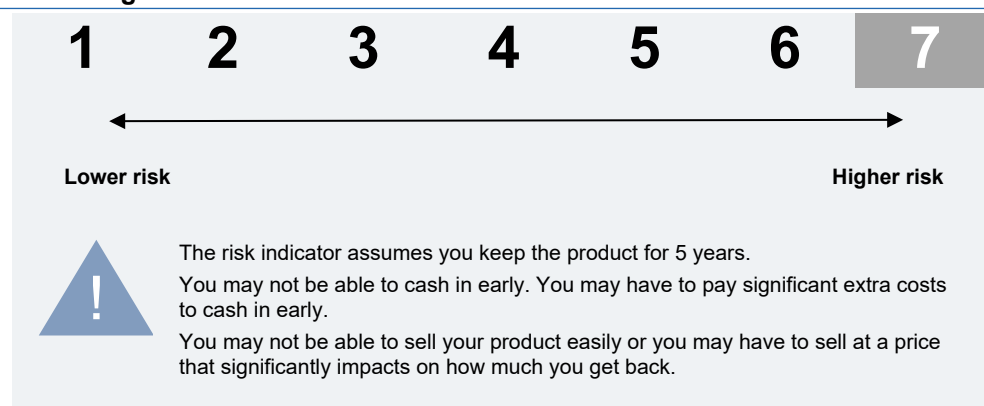 1 2 3 4 5 6 7
Lower risk Higher risk
!
The risk indicator assumes you keep the product for 5 years.
You may not be able to cash in early. You may have to pay significant extra costs
to cash in early.
You may not be able to sell your product easily or you may have to sell at a price
that significantly impacts on how much you get back.